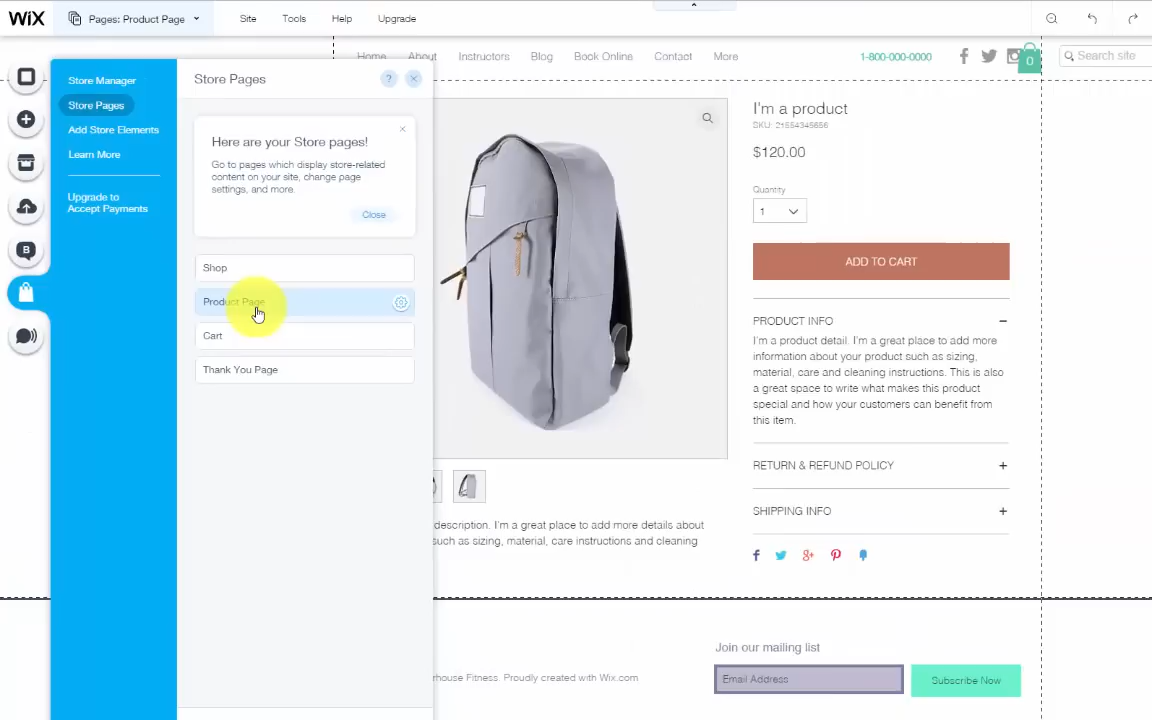 WiX
Pages: Product Page
Site
Tools
Help
Upgrade
Home
About
Instructors
Blog
Book Online
Contact
More
1-800-000-0000
0
Search site
Store Manager
Store Pages
Add Store Elements
Learn More
Upgrade to
Accept Payments
Store Pages
?
Here are your Store pages!
Go to pages which display store-related
content on your site, change page
settings, and more.
Close
Shop
Product Page
Cart
Thank You Page
I'm a product
SKU: 21554345656
$120.00
Quantity
1
ADD TO CART
PRODUCT INFO
I'm a product detail. I'm a great place to add more
information about your product such as sizing,
material, care and cleaning instructions. This is also
a great space to write what makes this product
special and how your customers can benefit from
this item.
RETURN & REFUND POLICY
SHIPPING INFO
description. I'm a great place to add more details about
such as sizing, material, care instructions and cleaning
Join our mailing list
Email Address
Subscribe Now
rhouse Fitness. Proudly created with Wix.com